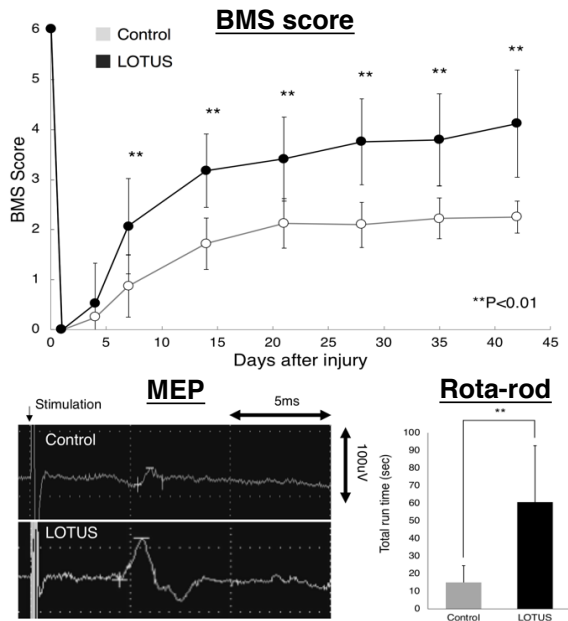 BMS score
Control
LOTUS
BMS Score
6
5
4
3
2
1
0
**
**
**
**
**
**
**P<0.01
0 5 10 15 20 25 30 35 40 45
Days after injury
MEP
Stimulation
5ms
Control
100uV
LOTUS
Rota-rod
**
Total run time (sec)
100
90
80
70
60
50
40
30
20
10
0
Control LOTUS